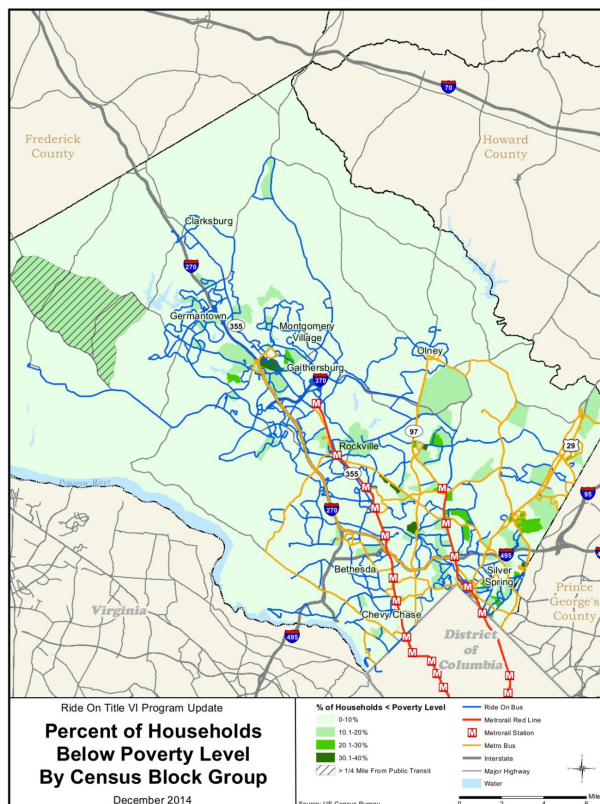 70
Frederick
County
Howard
County
Clarksburg
270
Germantown
355
Montgomery
Village
Olney
Gaithersburg
370
M
97
29
Rockville
355
95
270
495
Bethesda
Silver
Spring
Prince
George's
County
Chevy Chase
Potomac River
Virginia
495
District
of
Columbia
Ride On Title VI Program Update
Percent of Households
Below Poverty Level
By Census Block Group
December 2014
% of Households < Poverty Level
0-10%
10.1-20%
20.1-30%
30.1-40%
> 1/4 Mile From Public Transit
Source: US Census Bureau
Ride On Bus
Metrorail Red Line
M Metrorail Station
Metro Bus
Interstate
Major Highway
Water
0 2 4 6
Mile